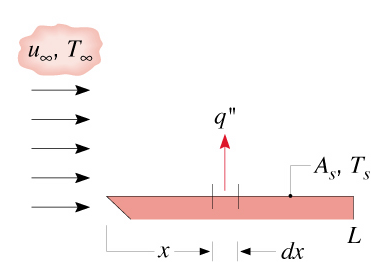 u∞, T∞
q"
As, Ts
L
x
dx